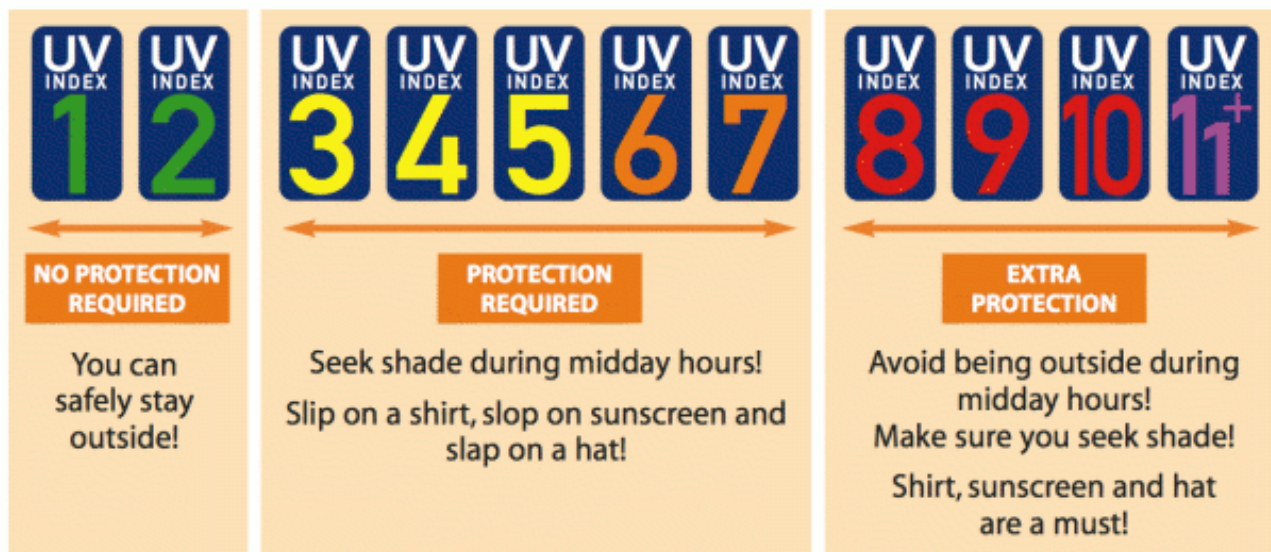 UV
INDEX
1
UV
INDEX
2
NO PROTECTION
REQUIRED
You can
safely stay
outside!
UV
INDEX
3
UV
INDEX
4
UV
INDEX
5
UV
INDEX
6
UV
INDEX
7
PROTECTION
REQUIRED
Seek shade during midday hours!
Slip on a shirt, slop on sunscreen and
slap on a hat!
UV
INDEX
8
UV
INDEX
9
UV
INDEX
10
UV
INDEX
11+
EXTRA
PROTECTION
Avoid being outside during
midday hours!
Make sure you seek shade!
Shirt, sunscreen and hat
are a must!